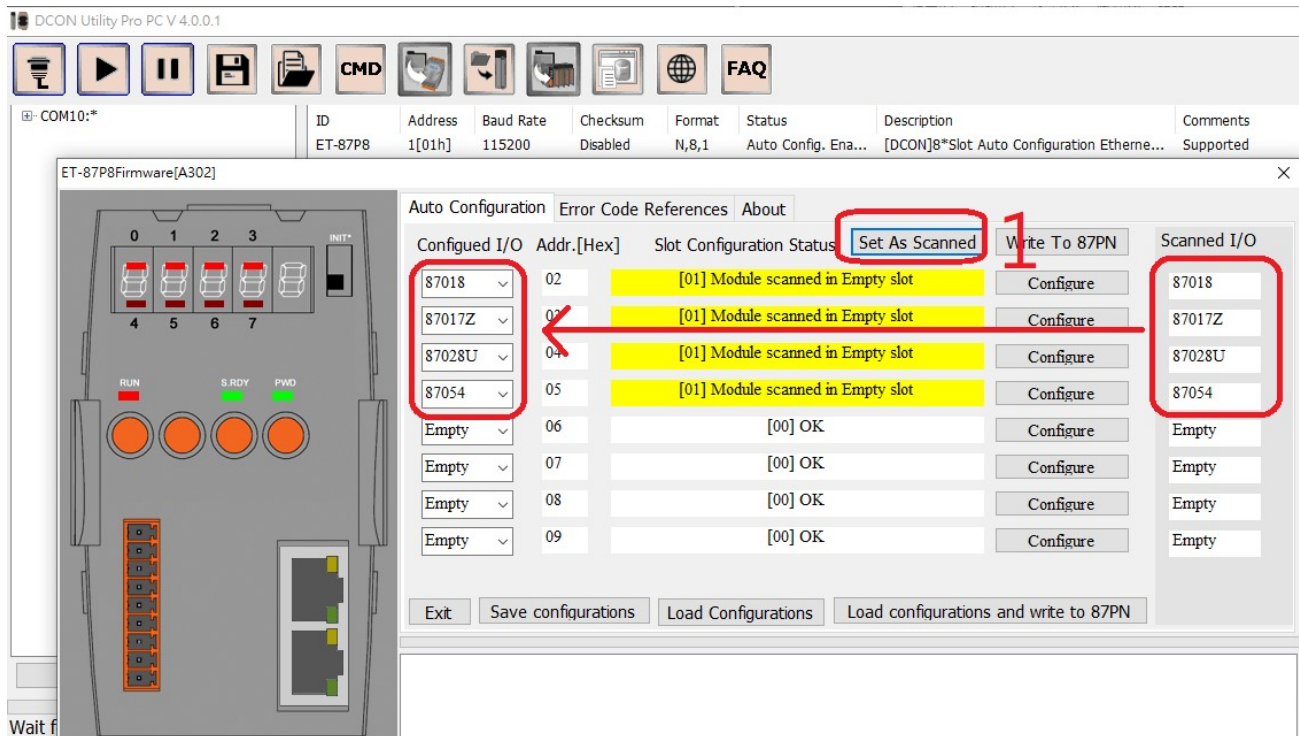 DCON Utility Pro PC V 4.0.0.1
CMD FAQ
COM10:*
ID Address Baud Rate Checksum Format Status Description Comments
ET-87P8 1[01h] 115200 Disabled N,8,1 Auto Config. Ena... [DCON]8*Slot Auto Configuration Etherne... Supported
ET-87P8Firmware[A302]
0 1 2 3 INIT*
4 5 6 7
RUN S.RDY PWD
Auto Configuration Error Code References About
Configued I/O Addr.[Hex] Slot Configuration Status Set As Scanned 1 Write To 87PN Scanned I/O
87018 02 [01] Module scanned in Empty slot Configure 87018
87017Z 03 [01] Module scanned in Empty slot Configure 87017Z
87028U 04 [01] Module scanned in Empty slot Configure 87028U
87054 05 [01] Module scanned in Empty slot Configure 87054
Empty 06 [00] OK Configure Empty
Empty 07 [00] OK Configure Empty
Empty 08 [00] OK Configure Empty
Empty 09 [00] OK Configure Empty
Exit Save configurations Load Configurations Load configurations and write to 87PN
Wait f